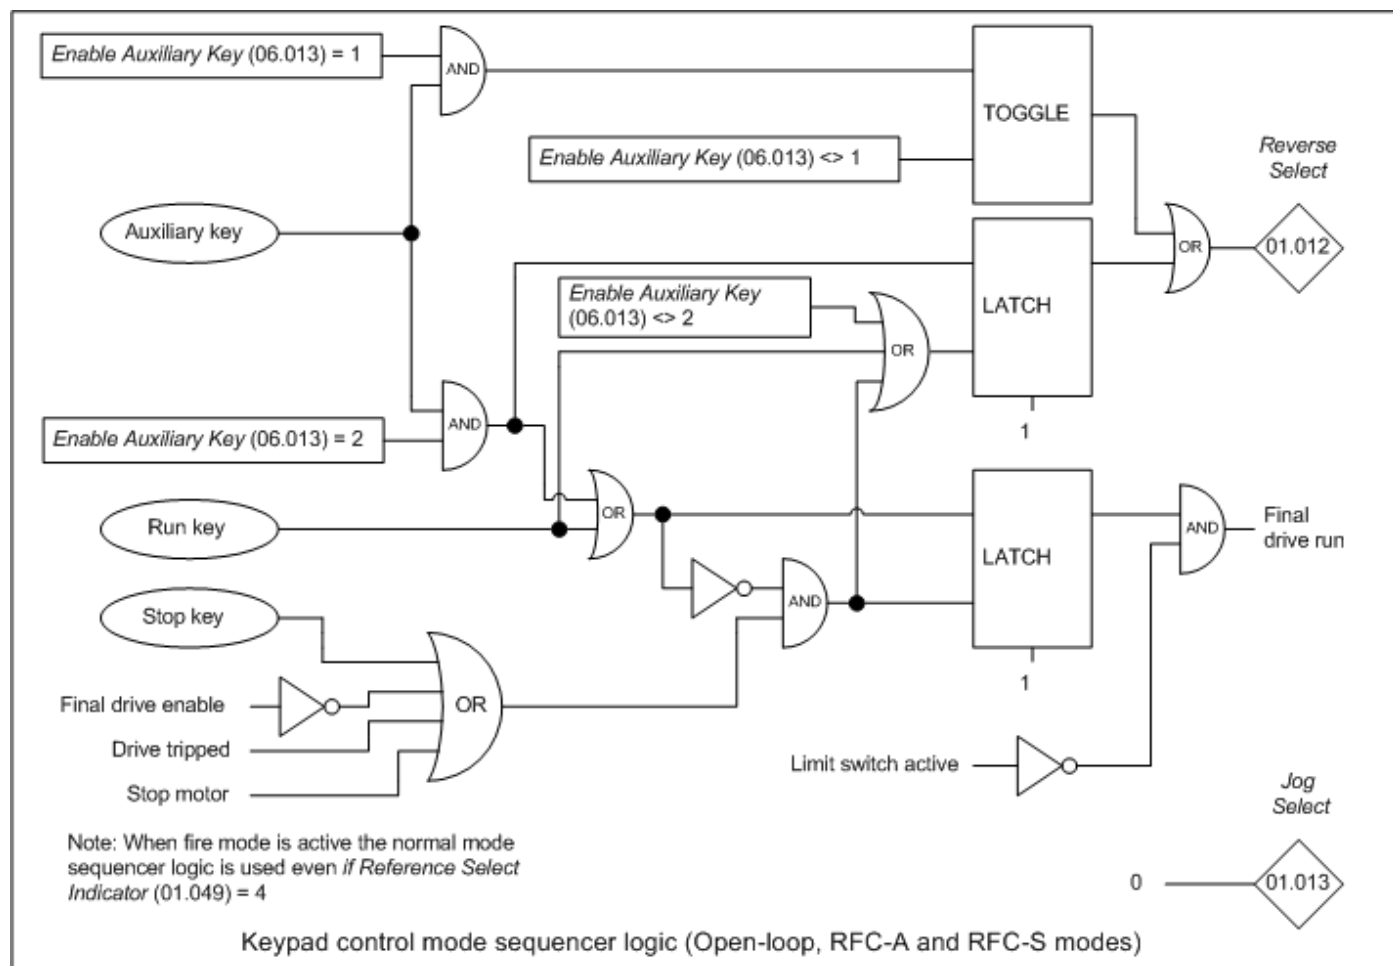 Enable Auxiliary Key (06.013) = 1
AND
TOGGLE
Enable Auxiliary Key (06.013) <> 1
Reverse
Select
Auxiliary key
OR
01.012
Enable Auxiliary Key
(06.013) <> 2
LATCH
OR
1
AND
Enable Auxiliary Key (06.013) = 2
Run key
OR
LATCH
AND
Final
drive run
Stop key
AND
1
Final drive enable
OR
Drive tripped
Stop motor
Limit switch active
Jog
Select
Note: When fire mode is active the normal mode
sequencer logic is used even if Reference Select
Indicator (01.049) = 4
0
01.013
Keypad control mode sequencer logic (Open-loop, RFC-A and RFC-S modes)